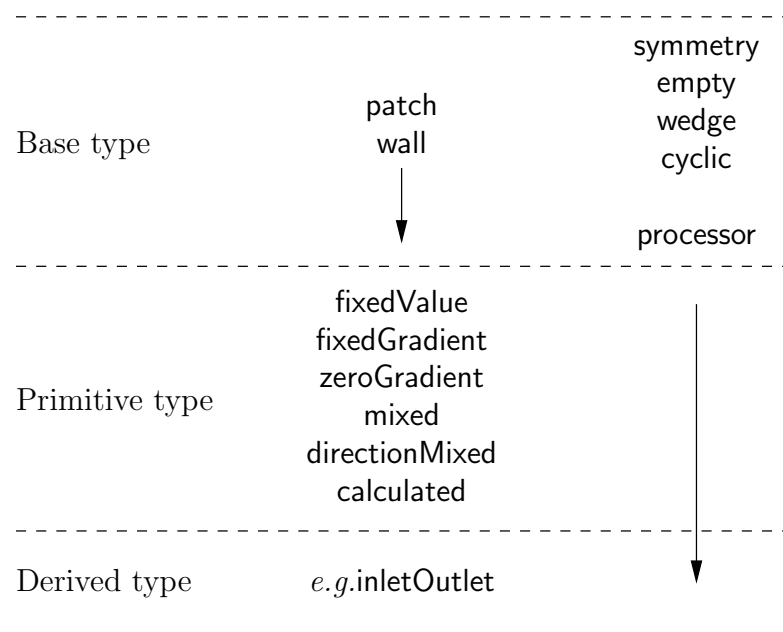 symmetry
empty
wedge
cyclic
processor
Base type
patch
wall
Primitive type
fixedValue
fixedGradient
zeroGradient
mixed
directionMixed
calculated
Derived type
e.g.inletOutlet